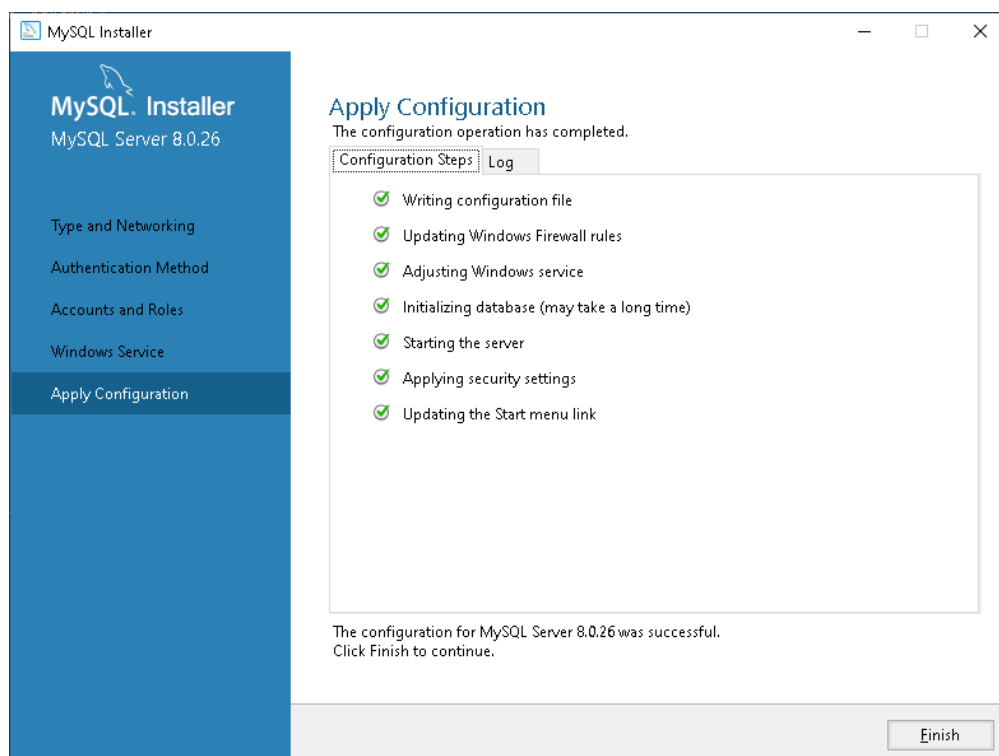 MySQL Installer
MySQL. Installer
MySQL Server 8.0.26
Type and Networking
Authentication Method
Accounts and Roles
Windows Service
Apply Configuration
Apply Configuration
The configuration operation has completed.
Configuration Steps Log
Writing configuration file
Updating Windows Firewall rules
Adjusting Windows service
Initializing database (may take a long time)
Starting the server
Applying security settings
Updating the Start menu link
The configuration for MySQL Server 8.0.26 was successful.
Click Finish to continue.
Finish